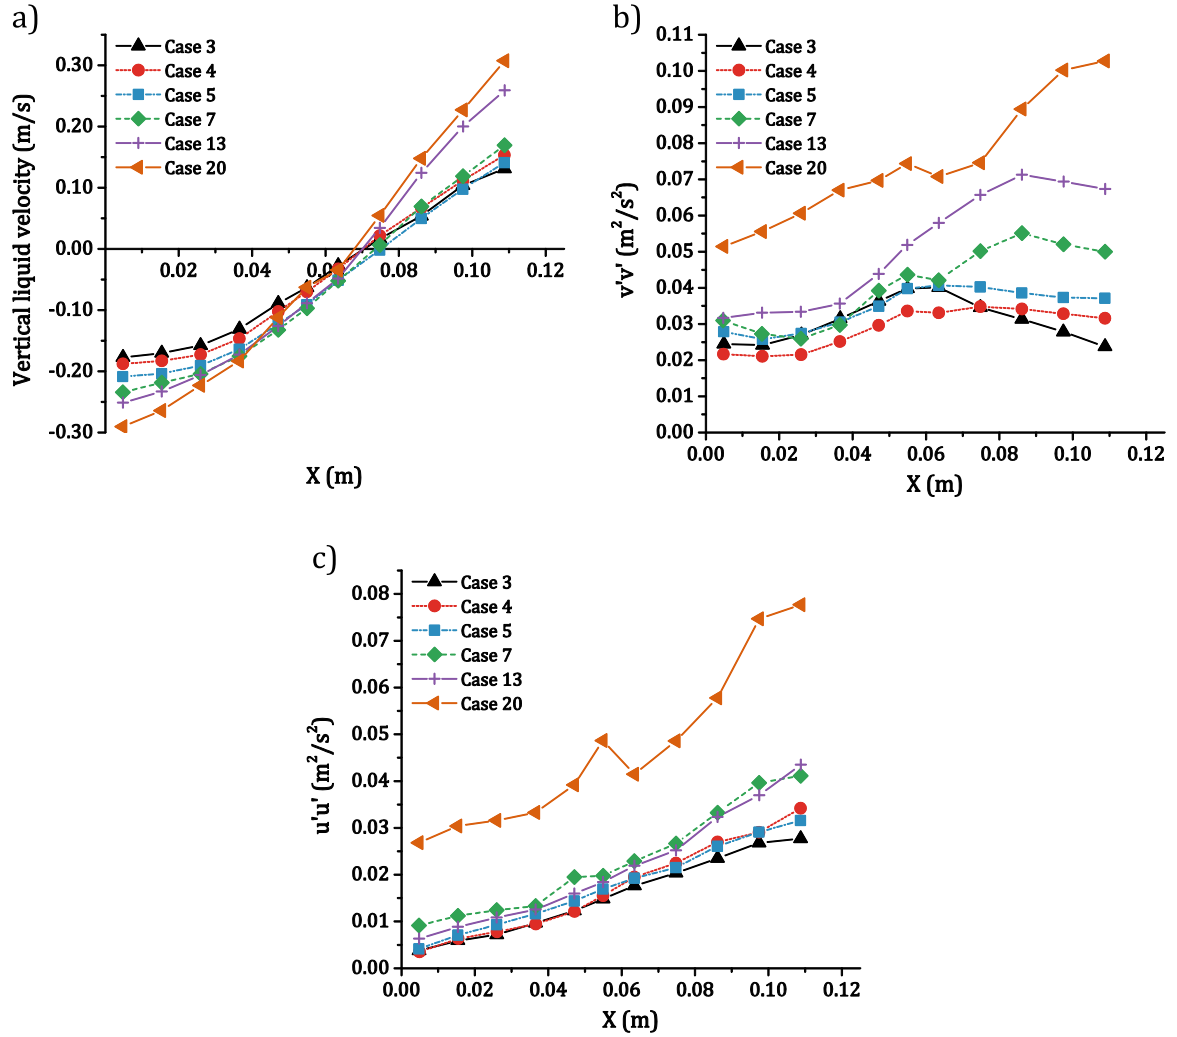 a)
Case 3
Case 4
Case 5
Case 7
Case 13
Case 20
0.30
0.20
0.10
0.00
-0.10
-0.20
-0.30
0.02
0.04
0.06
0.08
0.10
0.12
Vertical liquid velocity (m/s)
X (m)
b)
Case 3
Case 4
Case 5
Case 7
Case 13
Case 20
0.11
0.10
0.09
0.08
0.07
0.06
0.05
0.04
0.03
0.02
0.01
0.00
0.00
0.02
0.04
0.06
0.08
0.10
0.12
v'v' (m²/s²)
X (m)
c)
Case 3
Case 4
Case 5
Case 7
Case 13
Case 20
0.08
0.07
0.06
0.05
0.04
0.03
0.02
0.01
0.00
0.00
0.02
0.04
0.06
0.08
0.10
0.12
u'u' (m²/s²)
X (m)